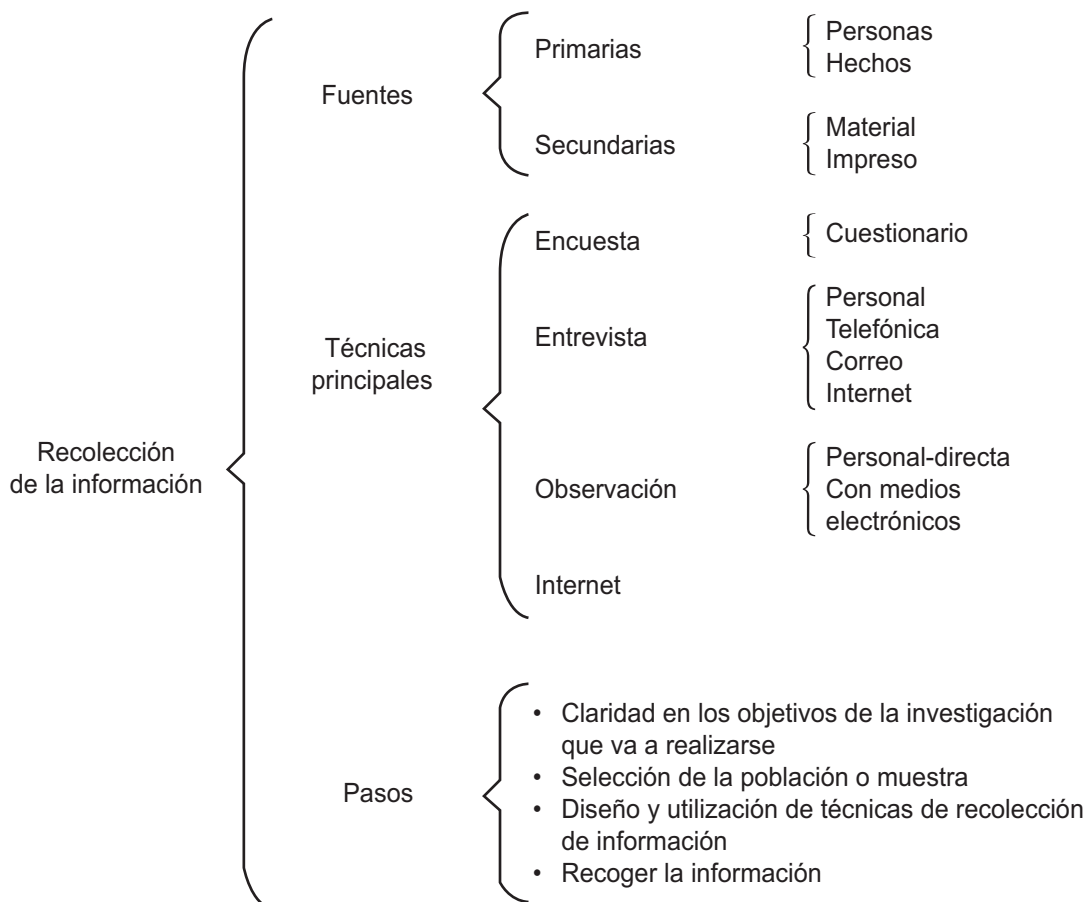 Recolección
de la información
Fuentes
Primarias
Personas
Hechos
Secundarias
Material
Impreso
Técnicas
principales
Encuesta
Cuestionario
Entrevista
Personal
Telefónica
Correo
Internet
Observación
Personal-directa
Con medios
electrónicos
Internet
Pasos
• Claridad en los objetivos de la investigación
que va a realizarse
• Selección de la población o muestra
• Diseño y utilización de técnicas de recolección
de información
• Recoger la información